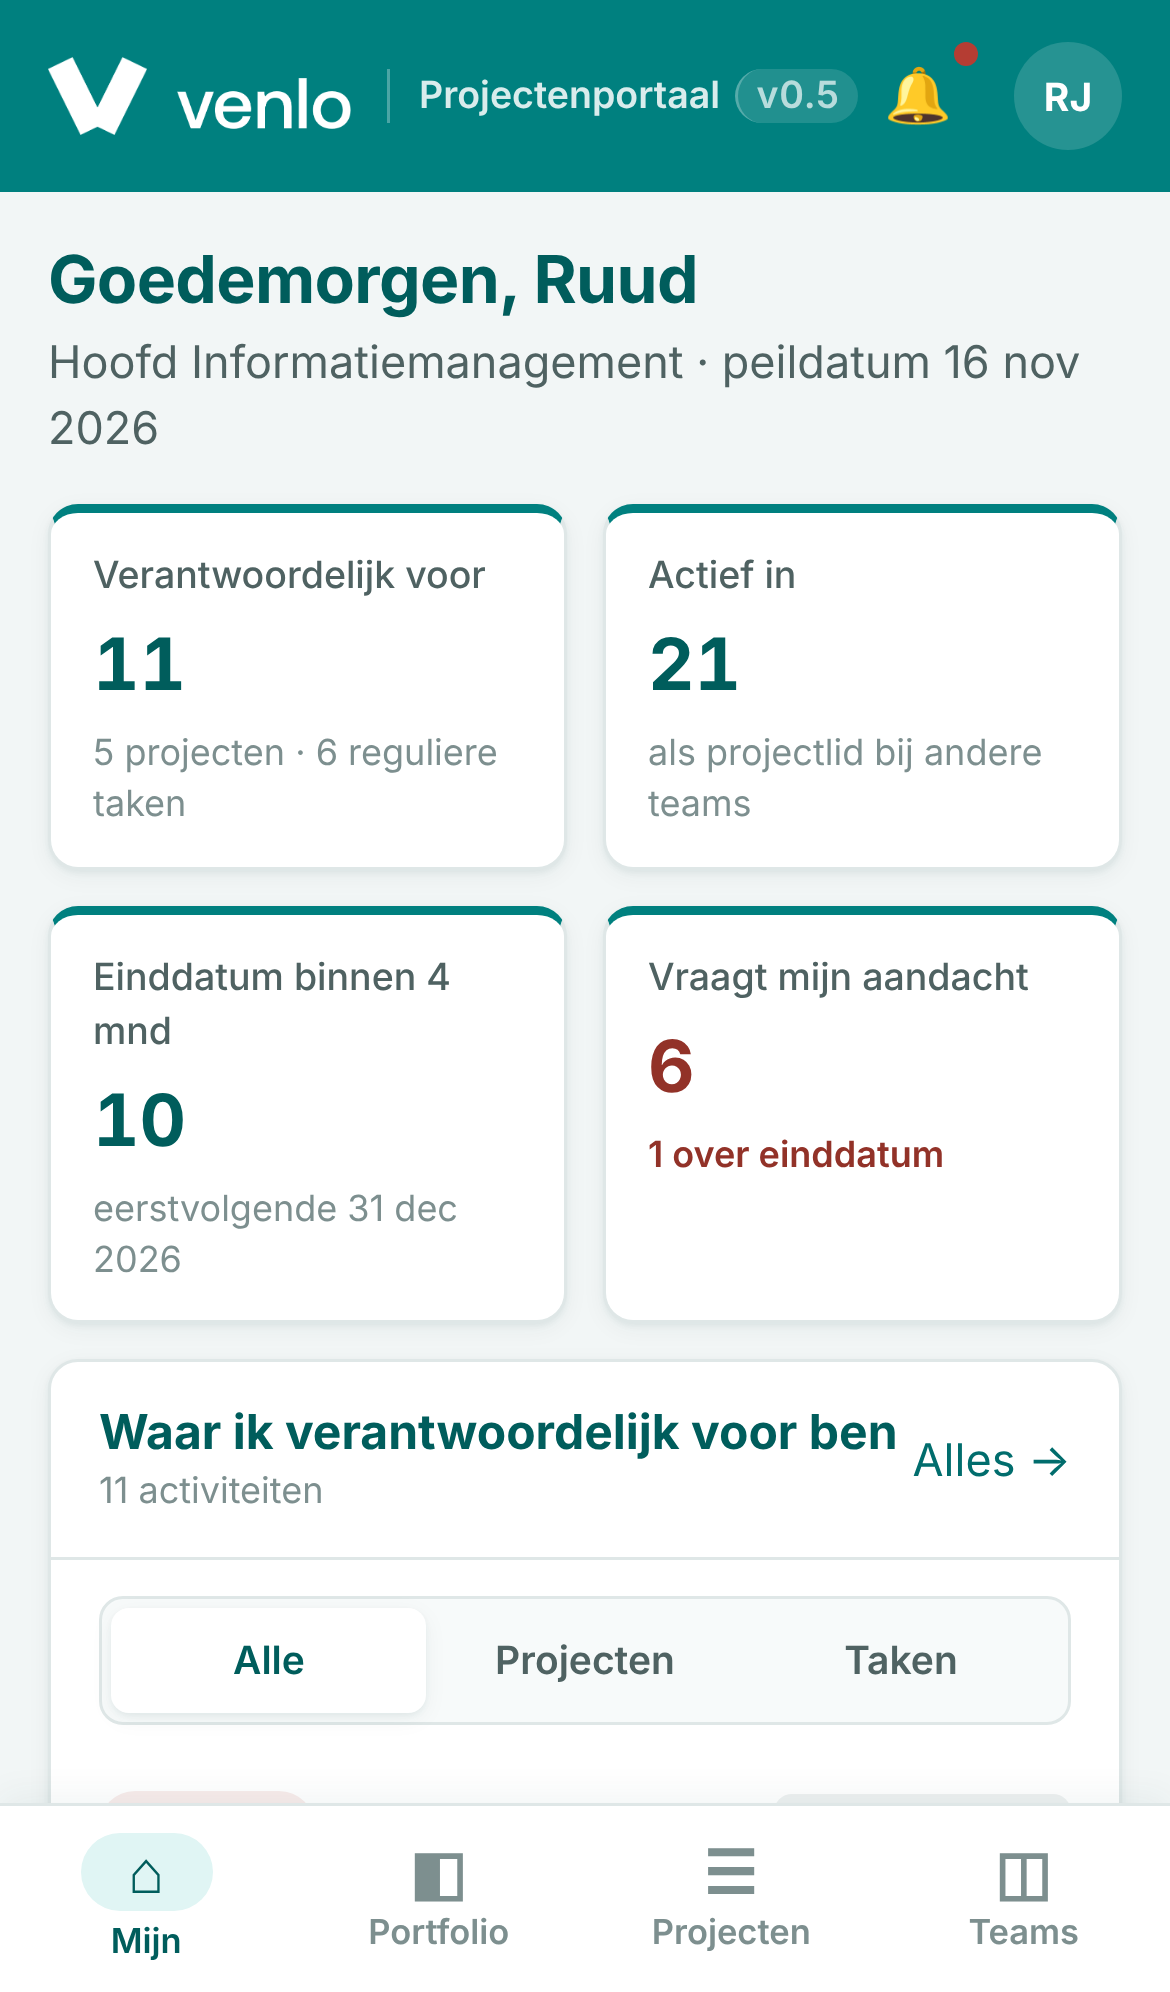 venlo
Projectenportaal v0.5
RJ
Goedemorgen, Ruud
Hoofd Informatiemanagement · peildatum 16 nov
2026
Verantwoordelijk voor
11
5 projecten · 6 reguliere
taken
Actief in
21
als projectlid bij andere
teams
Einddatum binnen 4
mnd
10
eerstvolgende 31 dec
2026
Vraagt mijn aandacht
6
1 over einddatum
Waar ik verantwoordelijk voor ben
Alles →
11 activiteiten
Alle
Projecten
Taken
Mijn
Portfolio
Projecten
Teams